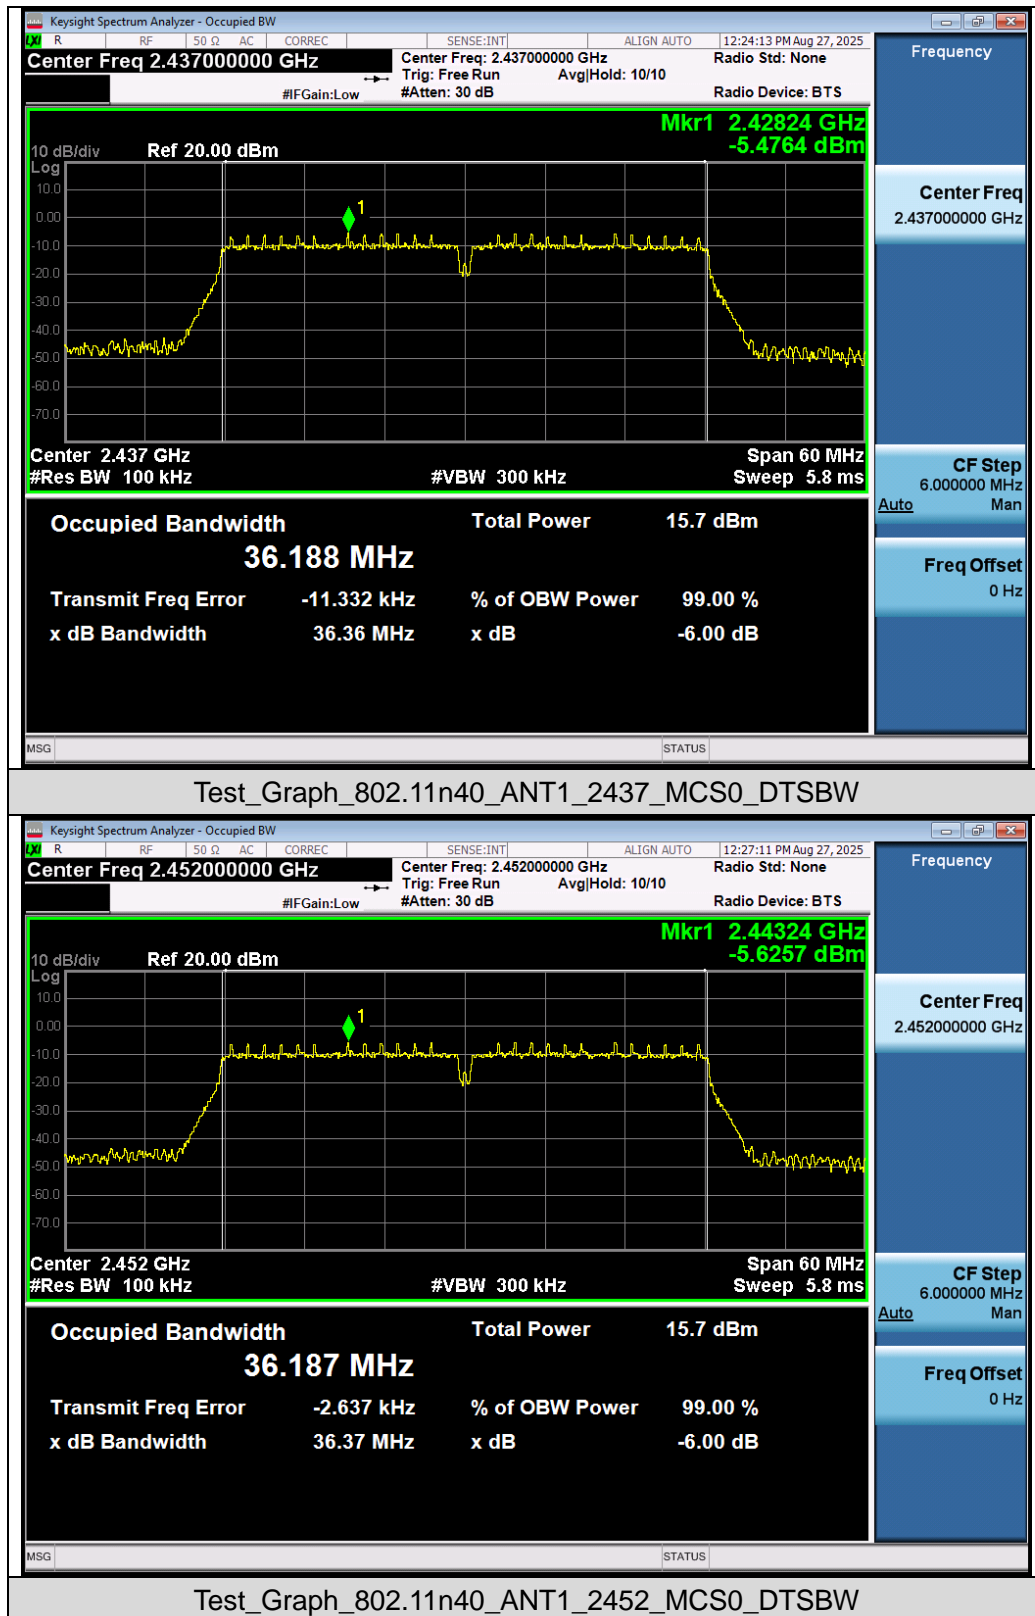 Keysight Spectrum Analyzer - Occupied BW
LXI R RF 50 Ω AC CORREC SENSE:INT ALIGN AUTO 12:24:13 PM Aug 27, 2025
Center Freq 2.437000000 GHz Center Freq: 2.437000000 GHz Radio Std: None
Trig: Free Run Avg|Hold: 10/10
#IFGain:Low #Atten: 30 dB Radio Device: BTS
Frequency
Mkr1 2.42824 GHz
-5.4764 dBm
10 dB/div Ref 20.00 dBm
Log
10.0
0.00
-10.0
-20.0
-30.0
-40.0
-50.0
-60.0
-70.0
1
Center 2.437 GHz Span 60 MHz
#Res BW 100 kHz #VBW 300 kHz Sweep 5.8 ms
Center Freq
2.437000000 GHz
CF Step
6.000000 MHz
Auto Man
Freq Offset
0 Hz
Occupied Bandwidth Total Power 15.7 dBm
36.188 MHz
Transmit Freq Error -11.332 kHz % of OBW Power 99.00 %
x dB Bandwidth 36.36 MHz x dB -6.00 dB
MSG STATUS
Test_Graph_802.11n40_ANT1_2437_MCS0_DTSBW
Keysight Spectrum Analyzer - Occupied BW
LXI R RF 50 Ω AC CORREC SENSE:INT ALIGN AUTO 12:27:11 PM Aug 27, 2025
Center Freq 2.452000000 GHz Center Freq: 2.452000000 GHz Radio Std: None
Trig: Free Run Avg|Hold: 10/10
#IFGain:Low #Atten: 30 dB Radio Device: BTS
Frequency
Mkr1 2.44324 GHz
-5.6257 dBm
10 dB/div Ref 20.00 dBm
Log
10.0
0.00
-10.0
-20.0
-30.0
-40.0
-50.0
-60.0
-70.0
1
Center 2.452 GHz Span 60 MHz
#Res BW 100 kHz #VBW 300 kHz Sweep 5.8 ms
Center Freq
2.452000000 GHz
CF Step
6.000000 MHz
Auto Man
Freq Offset
0 Hz
Occupied Bandwidth Total Power 15.7 dBm
36.187 MHz
Transmit Freq Error -2.637 kHz % of OBW Power 99.00 %
x dB Bandwidth 36.37 MHz x dB -6.00 dB
MSG STATUS
Test_Graph_802.11n40_ANT1_2452_MCS0_DTSBW